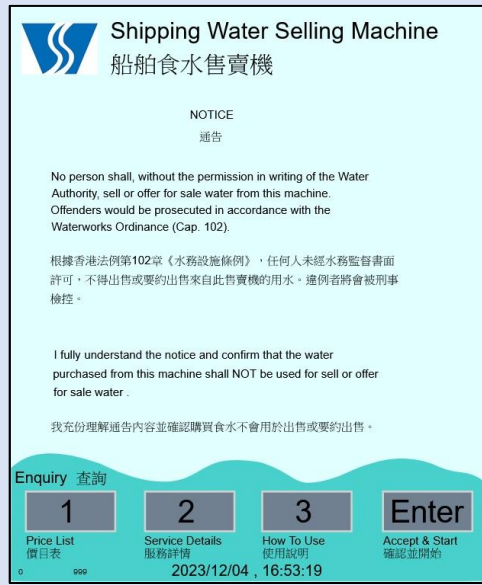 Shipping Water Selling Machine
船舶食水售賣機
NOTICE
通告
No person shall, without the permission in writing of the Water
Authority, sell or offer for sale water from this machine.
Offenders would be prosecuted in accordance with the
Waterworks Ordinance (Cap. 102).
根據香港法例第102章《水務設施條例》，任何人未經水務監督書面
許可，不得出售或要約出售來自此售賣機的用水。違例者將會被刑事
檢控。
I fully understand the notice and confirm that the water
purchased from this machine shall NOT be used for sell or offer
for sale water .
我充份理解通告内容並確認購買食水不會用於出售或要約出售。
Enquiry 查詢
1 2 3 Enter
Price List Service Details How To Use Accept & Start
價目表 服務詳情 使用說明 確認並開始
0 999 2023/12/04 , 16:53:19